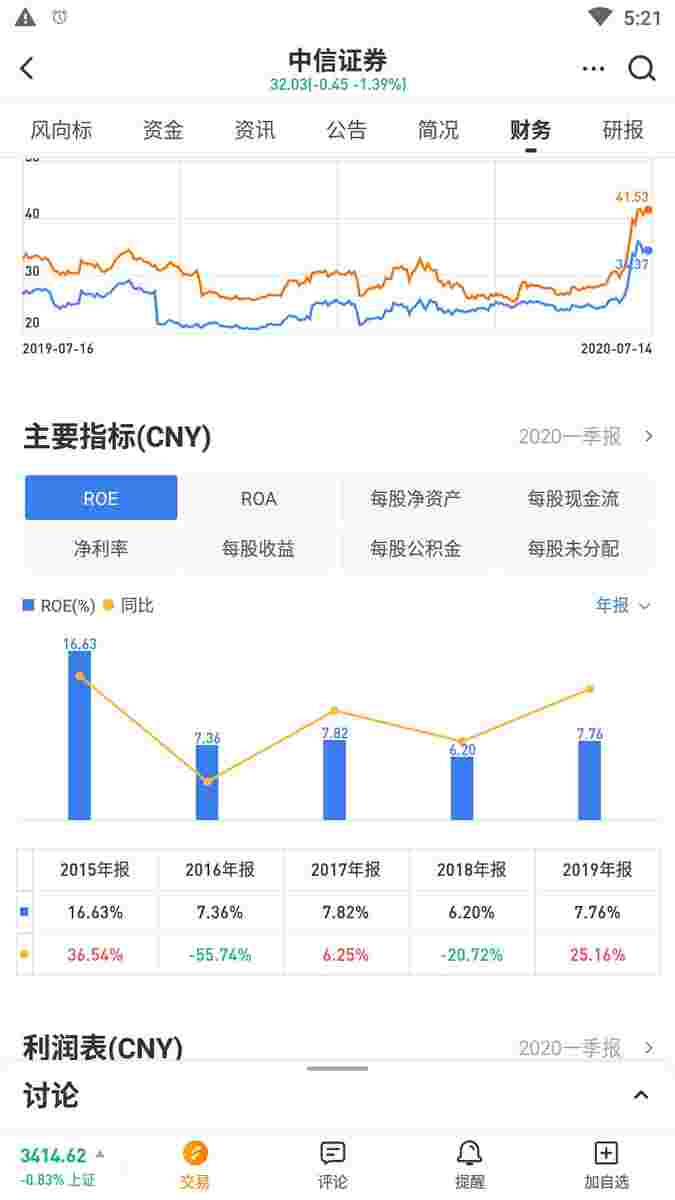 5:21
中信证券
32.03(-0.45 -1.39%)
风向标 资金 资讯 公告 简况 财务 研报
41.53
40
30
20
2019-07-16 2020-07-14
主要指标(CNY) 2020一季报
ROE ROA 每股净资产 每股现金流
净利率 每股收益 每股公积金 每股未分配
ROE(%) 同比 年报
16.63 7.36 7.82 6.20 7.76
2015年报 2016年报 2017年报 2018年报 2019年报
16.63% 7.36% 7.82% 6.20% 7.76%
36.54% -55.74% 6.25% -20.72% 25.16%
利润表(CNY) 2020一季报
讨论
3414.62
-0.83% 上证
交易 评论 提醒 加自选